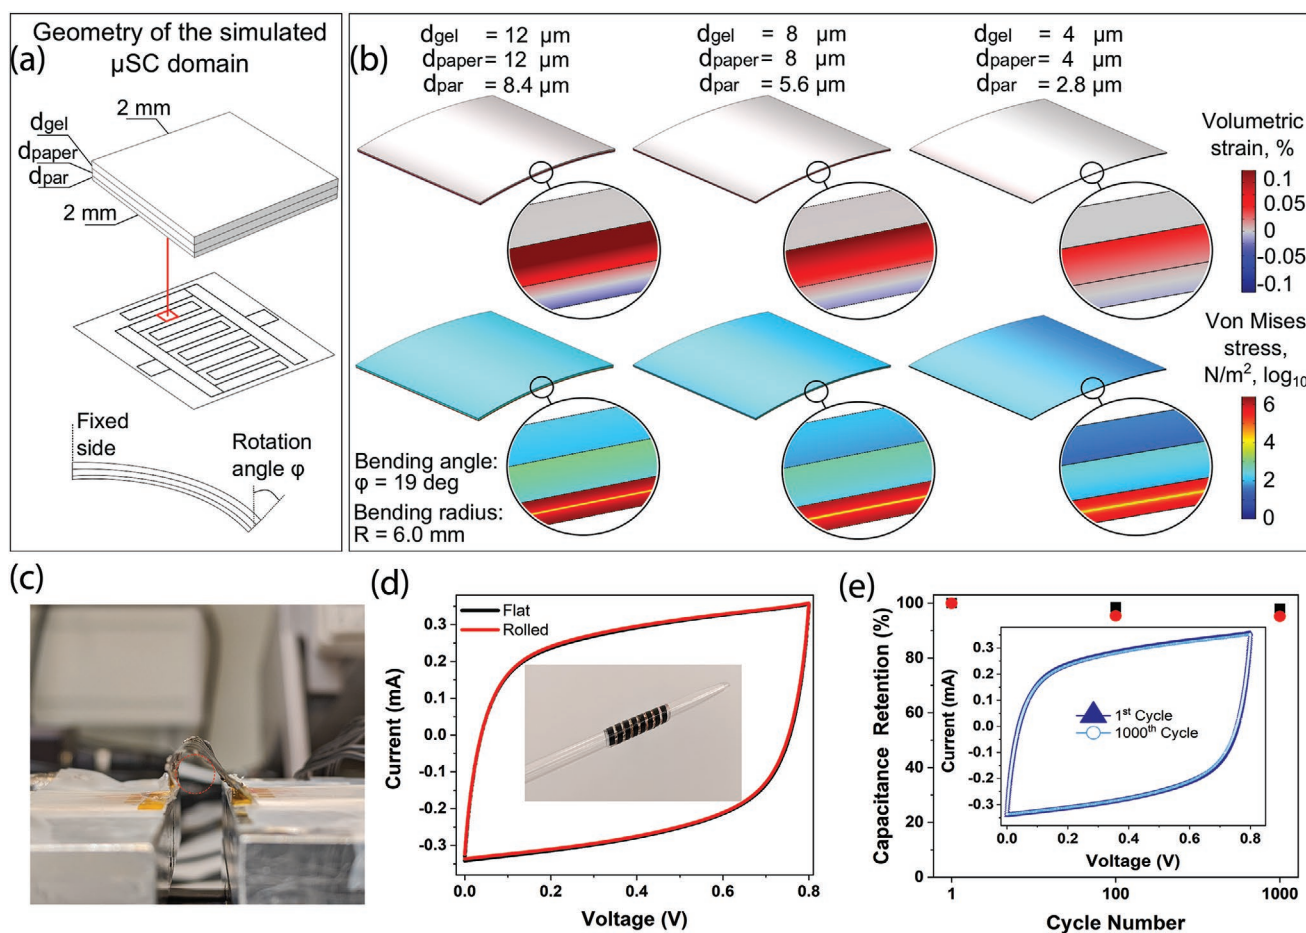 (a)
Geometry of the simulated
μSC domain
2 mm
dgel
dpaper
dpar
2 mm
Fixed
side
Rotation
angle φ
(b)
dgel = 12 μm
dpaper = 12 μm
dpar = 8.4 μm
dgel = 8 μm
dpaper = 8 μm
dpar = 5.6 μm
dgel = 4 μm
dpaper = 4 μm
dpar = 2.8 μm
Volumetric
strain, %
0.1
0.05
0
-0.05
-0.1
Von Mises
stress,
N/m², log₁₀
6
4
2
0
Bending angle:
φ = 19 deg
Bending radius:
R = 6.0 mm
(c)
(d)
Flat
Rolled
Current (mA)
0.3
0.2
0.1
0.0
-0.1
-0.2
-0.3
0.0 0.2 0.4 0.6 0.8
Voltage (V)
(e)
Capacitance Retention (%)
100
80
60
40
20
0
1 100 1000
Cycle Number
Current (mA)
0.3
0.2
0.1
0.0
-0.1
-0.2
-0.3
1st Cycle
1000th Cycle
0.0 0.2 0.4 0.6 0.8
Voltage (V)